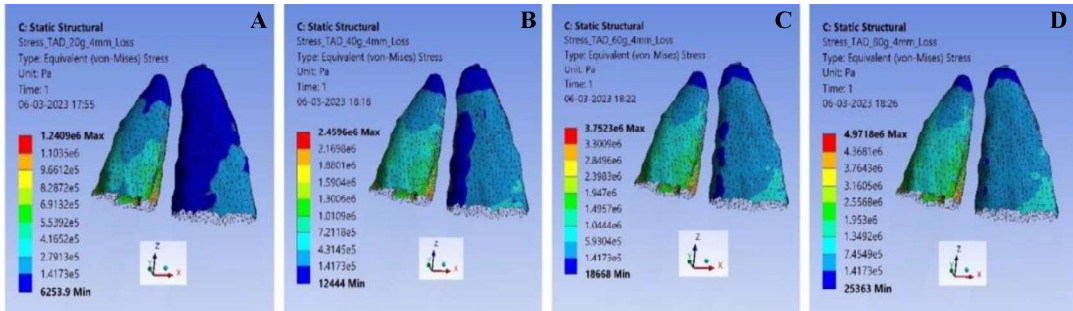 A
C: Static Structural
Stress_TAD_20g_4mm_Loss
Type: Equivalent (von-Mises) Stress
Unit: Pa
Time: 1
06-03-2023 17:55
1.2409e6 Max
1.1035e6
9.6612e5
8.2872e5
6.9132e5
5.5392e5
4.1652e5
2.7913e5
1.4173e5
6253.9 Min
Z
Y
X
B
C: Static Structural
Stress_TAD_40g_4mm_Loss
Type: Equivalent (von-Mises) Stress
Unit: Pa
Time: 1
06-03-2023 18:18
2.4596e6 Max
2.1698e6
1.8801e6
1.5904e6
1.3006e6
1.0109e6
7.2118e5
4.3145e5
1.4173e5
12444 Min
Z
Y
X
C
C: Static Structural
Stress_TAD_60g_4mm_Loss
Type: Equivalent (von-Mises) Stress
Unit: Pa
Time: 1
06-03-2023 18:22
3.7523e6 Max
3.3009e6
2.8496e6
2.3983e6
1.947e6
1.4957e6
1.0444e6
5.9304e5
1.4173e5
18668 Min
Z
Y
X
D
C: Static Structural
Stress_TAD_80g_4mm_Loss
Type: Equivalent (von-Mises) Stress
Unit: Pa
Time: 1
06-03-2023 18:26
4.9718e6 Max
4.3681e6
3.7643e6
3.1605e6
2.5568e6
1.953e6
1.3492e6
7.4549e5
1.4173e5
25363 Min
Z
Y
X